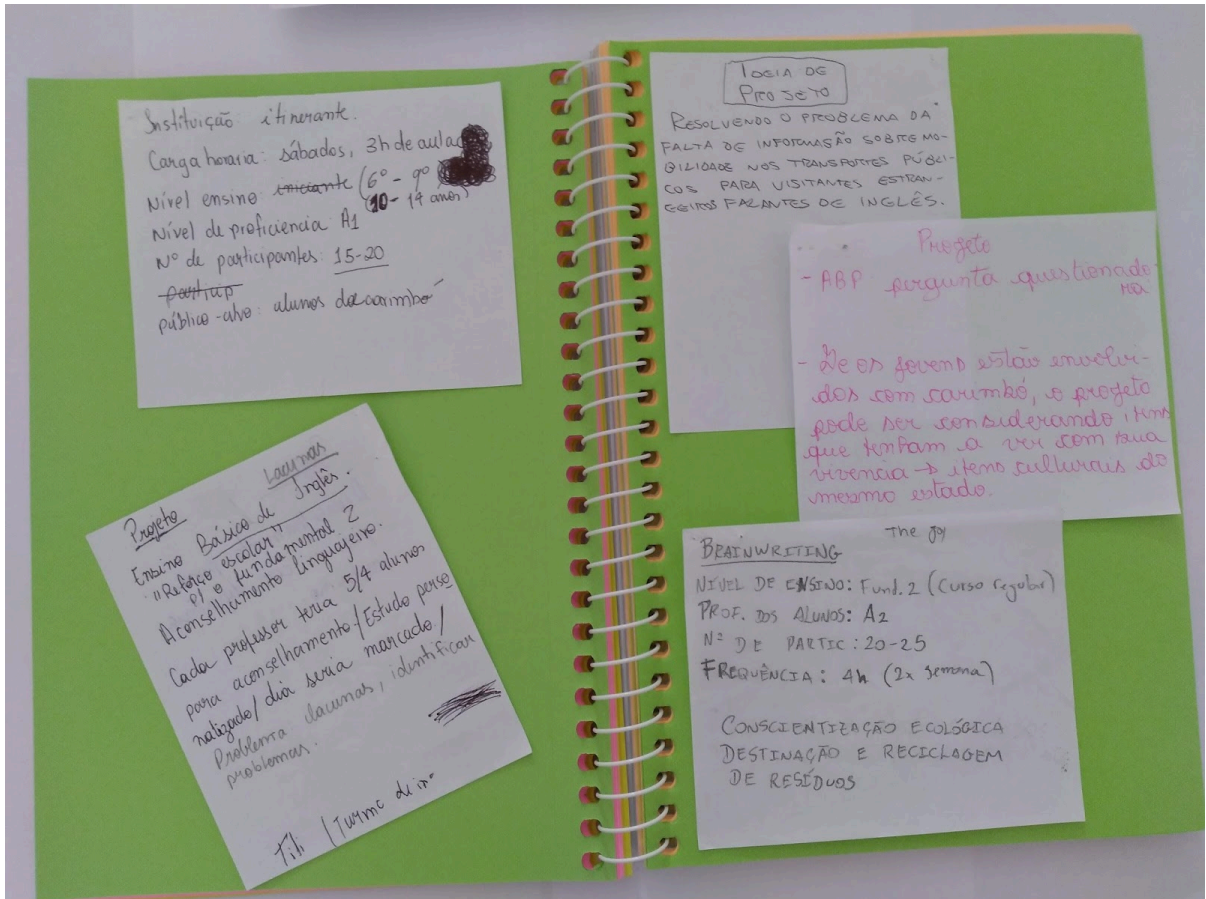 Instituição itinerante.
Carga horaria: sábados, 3h de aula
Nível ensino iniciante (6º - 9º
(10 - 14 anos)
Nível de proficiencia A1
Nº de participantes: 15-20
particip
público-alvo: alunos do carimbó
Lacunas
Projeto
Ensino Básico de Inglês.
"Reforço escolar"
p/ o fundamental 2
Aconselhamento linguajeiro.
Cada professor teria 5/4 alunos
para aconselhamento/Estudo perso
nalizado/dia seria marcado/
Problema lacunas, identificar
problemas.
(Turma
IDEIA DE
PROJETO
RESOLVENDO O PROBLEMA DA
FALTA DE INFORMAÇÃO SOBRE MO-
BILIDADE NOS TRANSPORTES PÚBLI-
COS PARA VISITANTES ESTRAN-
GEIROS FALANTES DE INGLÊS.
Projeto
- ABP pergunta questionado
ra
- Se os jovens estão envolvi-
dos com carimbó, o projeto
pode ser considerando itens
que tenham a ver com sua
vivencia → itens culturais do
mesmo estado.
The joy
BRAINWRITING
NIVEL DE ENSINO: Fund. 2 (Curso regular)
PROF. DOS ALUNOS: A2
Nº DE PARTIC: 20-25
FREQUÊNCIA: 4h (2x semana)
CONSCIENTIZAÇÃO ECOLÓGICA
DESTINAÇÃO E RECICLAGEM
DE RESÍDUOS